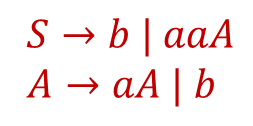 S → b | aaA
A → aA | b